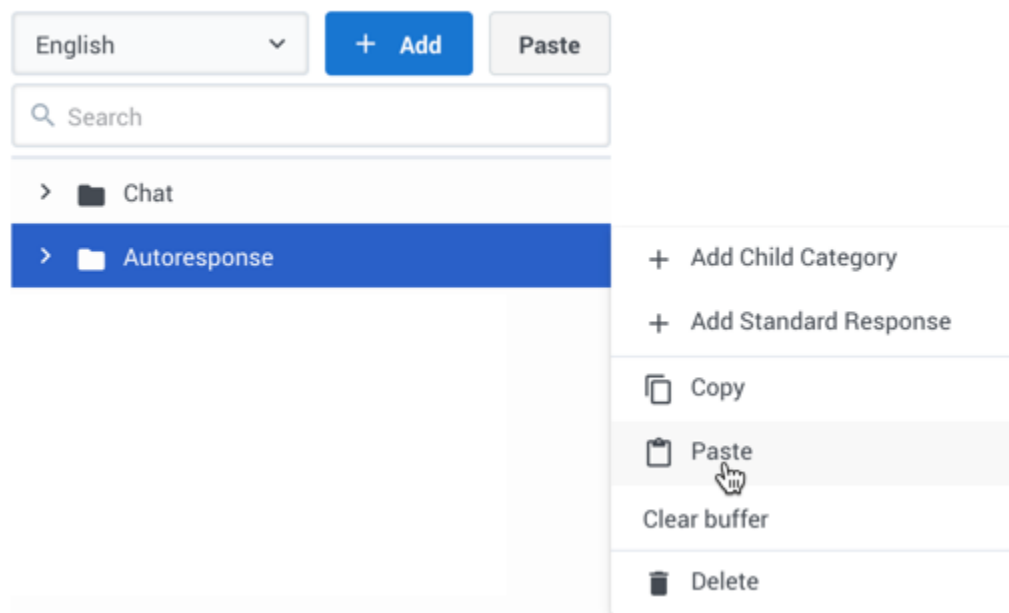 English
+ Add
Paste
Search
Chat
Autoresponse
+ Add Child Category
+ Add Standard Response
Copy
Paste
Clear buffer
Delete